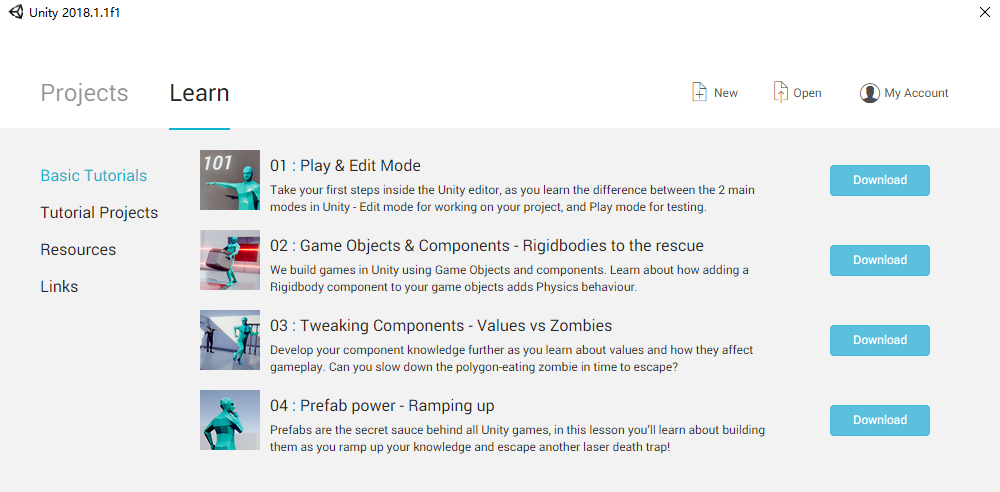 Unity 2018.1.1f1
Projects
Learn
New
Open
My Account
Basic Tutorials
Tutorial Projects
Resources
Links
101
01 : Play & Edit Mode
Take your first steps inside the Unity editor, as you learn the difference between the 2 main
modes in Unity - Edit mode for working on your project, and Play mode for testing.
Download
02 : Game Objects & Components - Rigidbodies to the rescue
We build games in Unity using Game Objects and components. Learn about how adding a
Rigidbody component to your game objects adds Physics behaviour.
Download
03 : Tweaking Components - Values vs Zombies
Develop your component knowledge further as you learn about values and how they affect
gameplay. Can you slow down the polygon-eating zombie in time to escape?
Download
04 : Prefab power - Ramping up
Prefabs are the secret sauce behind all Unity games, in this lesson you'll learn about building
them as you ramp up your knowledge and escape another laser death trap!
Download